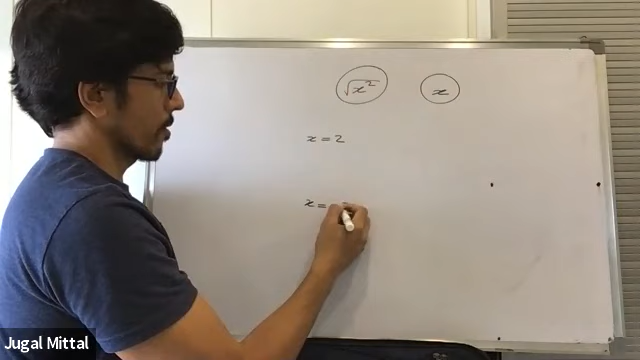 √x² x
x = 2
x =
Jugal Mittal